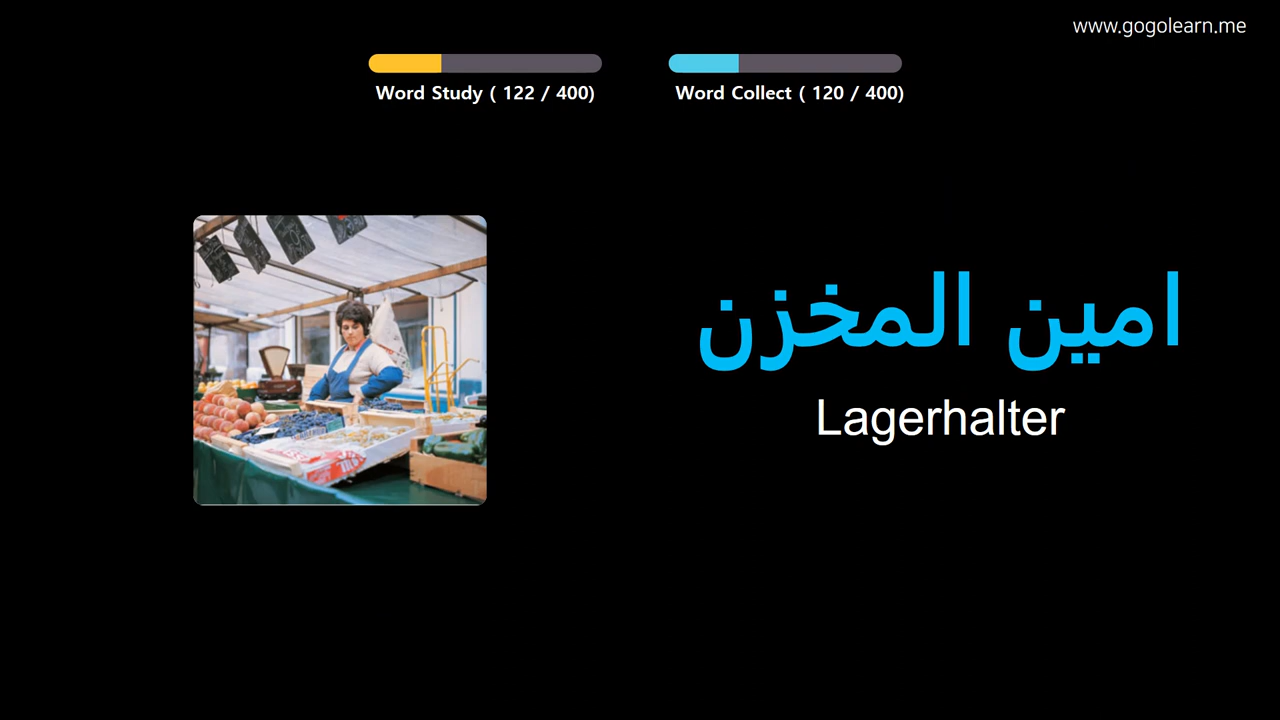 www.gogolearn.me
Word Study ( 122 / 400)
Word Collect ( 120 / 400)
امين المخزن
Lagerhalter